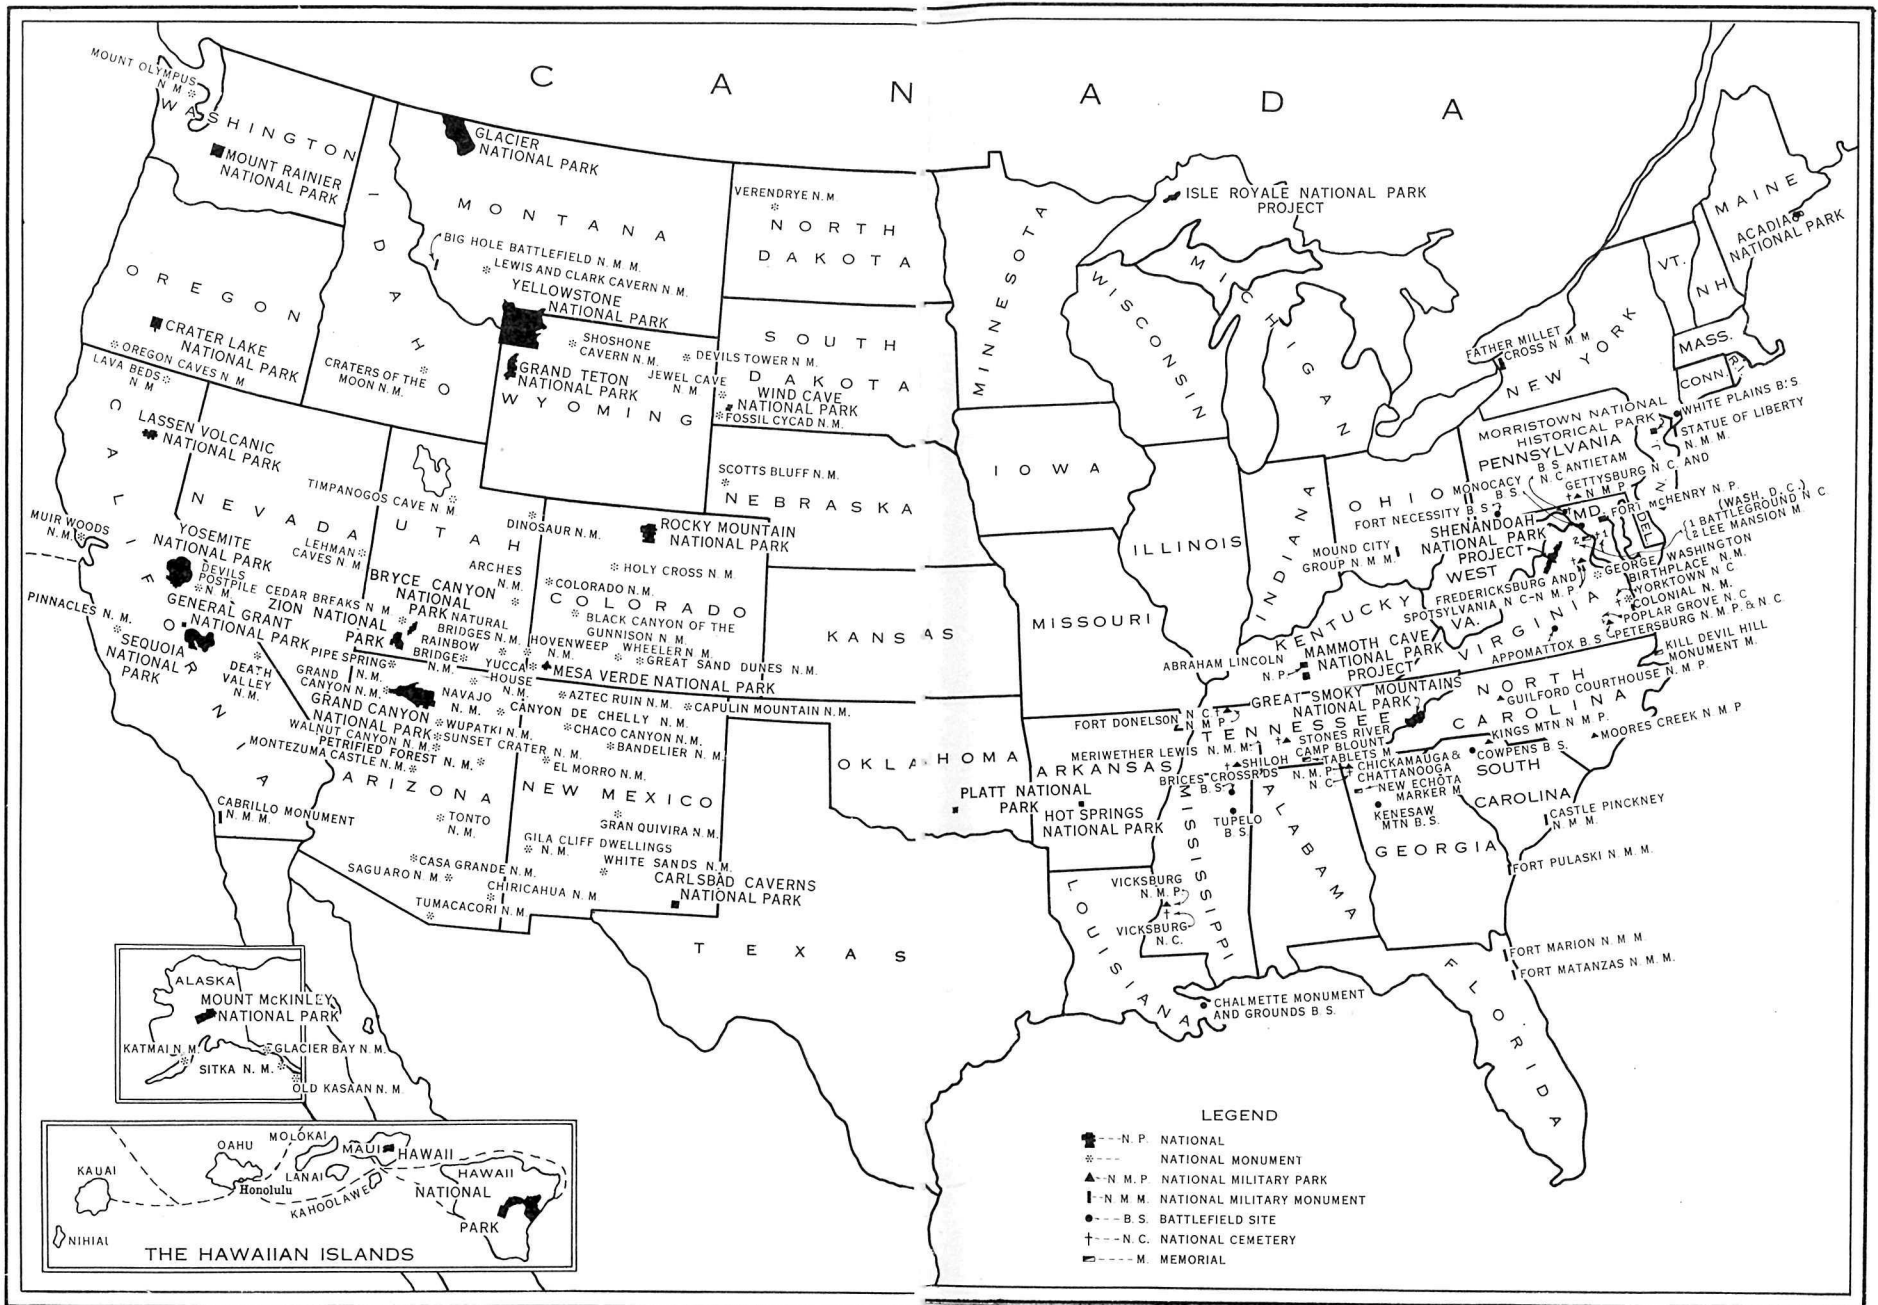 C A N A D A
MOUNT OLYMPUS
N M
WASHINGTON
MOUNT RAINIER
NATIONAL PARK
GLACIER
NATIONAL PARK
IDAHO
MONTANA
BIG HOLE BATTLEFIELD N. M. M.
LEWIS AND CLARK CAVERN N. M.
YELLOWSTONE
NATIONAL PARK
VERENDRYE N. M.
NORTH
DAKOTA
OREGON
CRATER LAKE
NATIONAL PARK
OREGON CAVES N M
LAVA BEDS
N M
CRATERS OF THE
MOON N. M.
SHOSHONE
CAVERN N. M.
GRAND TETON
NATIONAL PARK
WYOMING
DEVILS TOWER N M.
JEWEL CAVE
N M
SOUTH
DAKOTA
WIND CAVE
NATIONAL PARK
FOSSIL CYCAD N. M.
LASSEN VOLCANIC
NATIONAL PARK
CALIFORNIA
NEVADA
TIMPANOGOS CAVE N M
UTAH
SCOTTS BLUFF N. M.
NEBRASKA
MUIR WOODS
N. M.
YOSEMITE
NATIONAL PARK
LEHMAN
CAVES N M
DINOSAUR N. M.
ROCKY MOUNTAIN
NATIONAL PARK
ARCHES
N. M.
HOLY CROSS N M.
DEVILS
POSTPILE
N M.
CEDAR BREAKS N M
BRYCE CANYON
NATIONAL
PARK
COLORADO N. M.
COLORADO
BLACK CANYON OF THE
GUNNISON N. M.
PINNACLES N. M.
GENERAL GRANT
NATIONAL PARK
ZION NATIONAL
PARK
NATURAL
BRIDGES N. M.
HOVENWEEP
N. M.
WHEELER N. M.
GREAT SAND DUNES N. M.
SEQUOIA
NATIONAL
PARK
PIPE SPRING
N. M.
RAINBOW
BRIDGE
N. M.
YUCCA
HOUSE
N. M.
MESA VERDE NATIONAL PARK
DEATH
VALLEY
N. M.
GRAND
CANYON N. M.
NAVAJO
N. M.
AZTEC RUIN N. M.
CAPULIN MOUNTAIN N. M.
GRAND CANYON
NATIONAL PARK
CANYON DE CHELLY N. M.
WUPATKI N. M.
CHACO CANYON N. M.
WALNUT CANYON N. M.
SUNSET CRATER N. M.
BANDELIER N. M.
PETRIFIED FOREST N. M.
MONTEZUMA CASTLE N. M.
EL MORRO N. M.
ARIZONA
NEW MEXICO
CABRILLO MONUMENT
N. M. M.
TONTO
N. M.
GRAN QUIVIRA N. M.
GILA CLIFF DWELLINGS
N. M.
CASA GRANDE N. M.
WHITE SANDS N. M.
SAGUARO N. M.
CHIRICAHUA N. M
CARLSBAD CAVERNS
NATIONAL PARK
TUMACACORI N. M.
TEXAS
KANSAS
OKLAHOMA
PLATT NATIONAL
PARK
HOT SPRINGS
NATIONAL PARK
ARKANSAS
MINNESOTA
ISLE ROYALE NATIONAL PARK
PROJECT
WISCONSIN
MICHIGAN
IOWA
ILLINOIS
INDIANA
OHIO
MISSOURI
MAINE
ACADIA
NATIONAL PARK
VT.
NH
MASS.
CONN.
R.I.
FATHER MILLET
CROSS N. M. M
NEW YORK
WHITE PLAINS B. S
STATUE OF LIBERTY
N. M. M.
MORRISTOWN NATIONAL
HISTORICAL PARK
N. J.
PENNSYLVANIA
ANTIETAM
B S
N. C
GETTYSBURG N. C. AND
N M P
MONOCACY
B. S.
FORT NECESSITY B. S
MD.
FORT McHENRY N. P.
DEL
(WASH, D. C.)
1 BATTLEGROUND N C.
2 LEE MANSION M.
SHENANDOAH
NATIONAL PARK
PROJECT
MOUND CITY
GROUP N M M
WEST
VA.
GEORGE WASHINGTON
BIRTHPLACE N. M.
FREDERICKSBURG AND
SPOTSYLVANIA N C-N M P
YORKTOWN N C
COLONIAL N. M.
POPLAR GROVE N C
PETERSBURG N. M P. & N C.
VIRGINIA
APPOMATTOX B. S
KENTUCKY
ABRAHAM LINCOLN
N. P.
MAMMOTH CAVE
NATIONAL PARK
PROJECT
KILL DEVIL HILL
MONUMENT M.
NORTH
CAROLINA
GUILFORD COURTHOUSE N. M P.
GREAT SMOKY MOUNTAINS
NATIONAL PARK
FORT DONELSON N C
N. M P
TENNESSEE
MERIWETHER LEWIS N. M. M
STONES RIVER
CAMP BLOUNT
TABLETS M
KINGS MTN N. M P.
MOORES CREEK N M P
COWPENS B. S.
SHILOH
N. M. P
N C
CHICKAMAUGA &
CHATTANOOGA
BRICES CROSSRDS
B. S.
NEW ECHOTA
MARKER M
SOUTH
CAROLINA
KENESAW
MTN B. S.
TUPELO
B S.
CASTLE PINCKNEY
N M M.
MISSISSIPPI
ALABAMA
GEORGIA
FORT PULASKI N. M M.
LOUISIANA
VICKSBURG
N. M P.
VICKSBURG
N. C.
CHALMETTE MONUMENT
AND GROUNDS B. S.
FORT MARION N M M.
FORT MATANZAS N. M. M.
FLORIDA
ALASKA
MOUNT McKINLEY
NATIONAL PARK
KATMAI N. M.
GLACIER BAY N. M.
SITKA N. M.
OLD KASAAN N. M.
KAUAI
NIHIAI
OAHU
Honolulu
MOLOKAI
LANAI
MAUI
KAHOOLAWE
HAWAII
HAWAII
NATIONAL
PARK
THE HAWAIIAN ISLANDS
LEGEND
N. P. NATIONAL
NATIONAL MONUMENT
N M. P. NATIONAL MILITARY PARK
N. M M. NATIONAL MILITARY MONUMENT
B. S. BATTLEFIELD SITE
N. C. NATIONAL CEMETERY
M. MEMORIAL